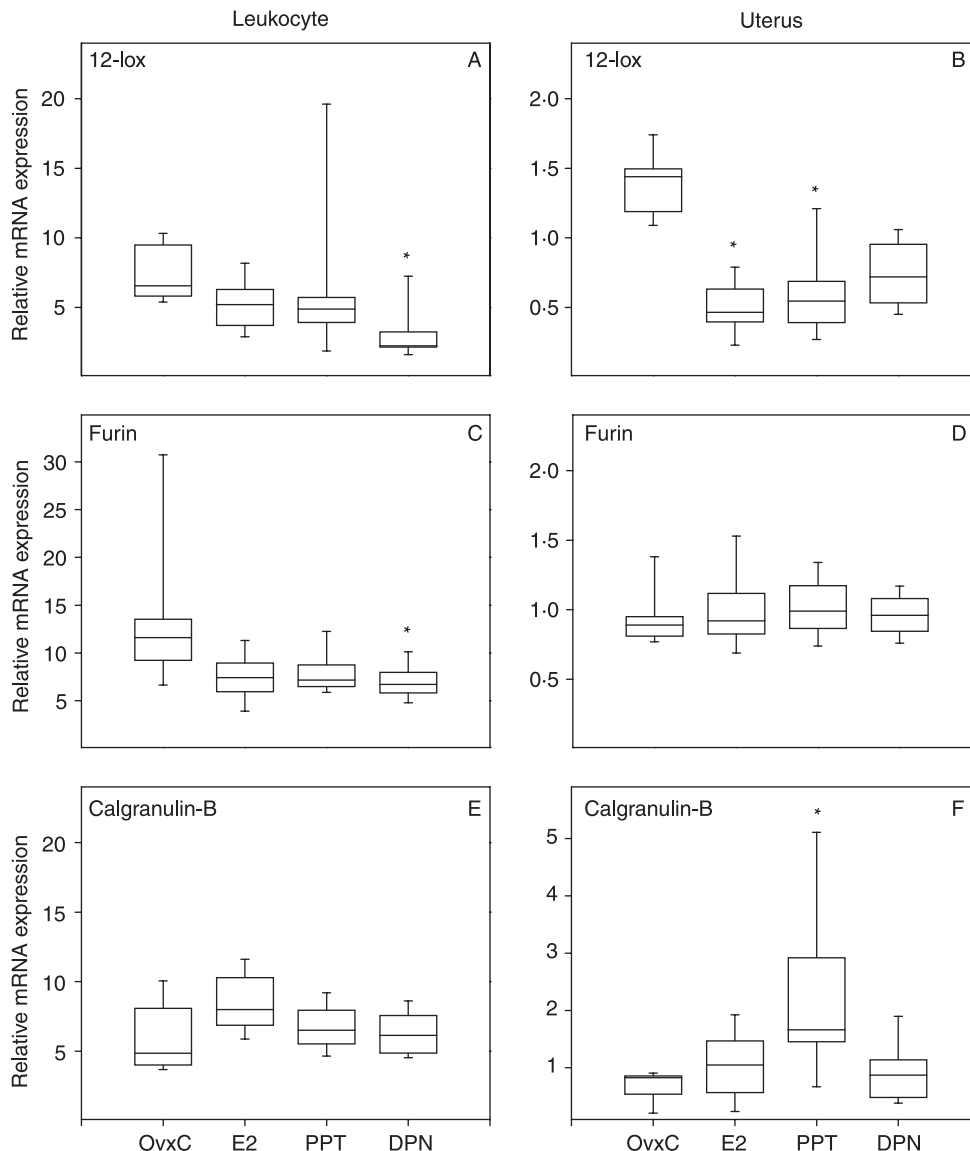 Leukocyte
Uterus
12-lox A
12-lox B
Relative mRNA expression
20
15
10
5
*
2·0
1·5
1·0
0·5
*
*
Furin C
Furin D
Relative mRNA expression
30
25
20
15
10
5
*
2·0
1·5
1·0
0·5
Calgranulin-B E
Calgranulin-B F
Relative mRNA expression
20
15
10
5
5
4
3
2
1
*
OvxC E2 PPT DPN
OvxC E2 PPT DPN